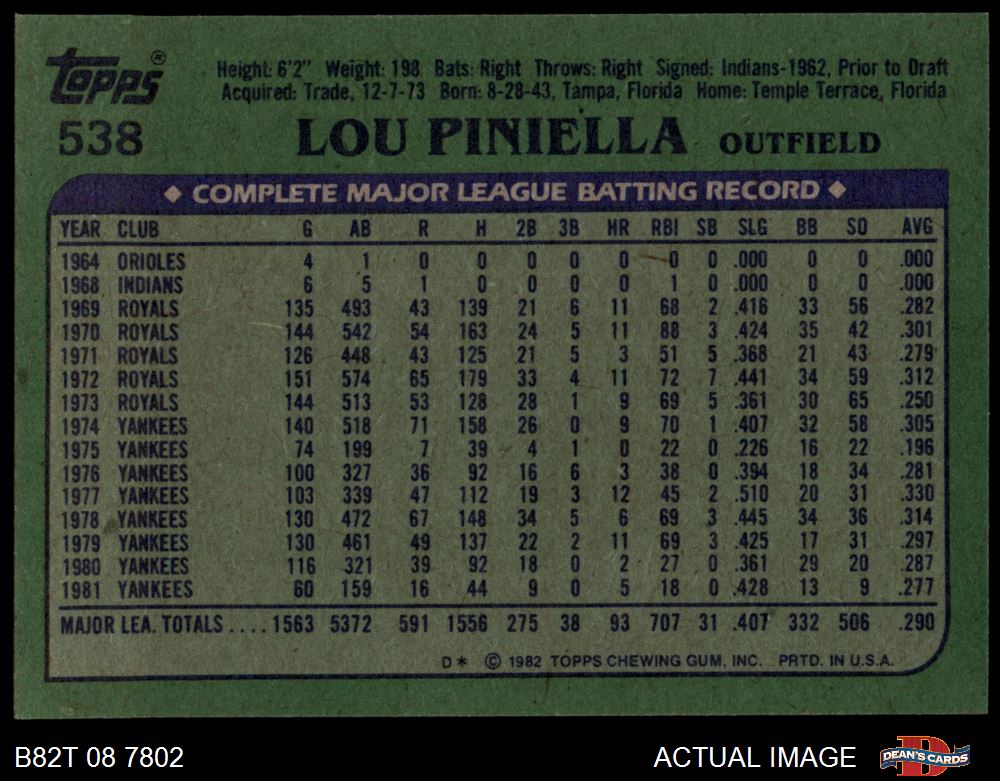 Topps®
Height: 6'2" Weight: 198 Bats: Right Throws: Right Signed: Indians-1962, Prior to Draft
Acquired: Trade, 12-7-73 Born: 8-28-43, Tampa, Florida Home: Temple Terrace, Florida
538 LOU PINIELLA OUTFIELD
◆ COMPLETE MAJOR LEAGUE BATTING RECORD ◆
YEAR CLUB G AB R H 2B 3B HR RBI SB SLG BB SO AVG
1964 ORIOLES 4 1 0 0 0 0 0 0 0 .000 0 0 .000
1968 INDIANS 6 5 1 0 0 0 0 1 0 .000 0 0 .000
1969 ROYALS 135 493 43 139 21 6 11 68 2 .416 33 56 .282
1970 ROYALS 144 542 54 163 24 5 11 88 3 .424 35 42 .301
1971 ROYALS 126 448 43 125 21 5 3 51 5 .368 21 43 .279
1972 ROYALS 151 574 65 179 33 4 11 72 7 .441 34 59 .312
1973 ROYALS 144 513 53 128 28 1 9 69 5 .361 30 65 .250
1974 YANKEES 140 518 71 158 26 0 9 70 1 .407 32 58 .305
1975 YANKEES 74 199 7 39 4 1 0 22 0 .226 16 22 .196
1976 YANKEES 100 327 36 92 16 6 3 38 0 .394 18 34 .281
1977 YANKEES 103 339 47 112 19 3 12 45 2 .510 20 31 .330
1978 YANKEES 130 472 67 148 34 5 6 69 3 .445 34 36 .314
1979 YANKEES 130 461 49 137 22 2 11 69 3 .425 17 31 .297
1980 YANKEES 116 321 39 92 18 0 2 27 0 .361 29 20 .287
1981 YANKEES 60 159 16 44 9 0 5 18 0 .428 13 9 .277
MAJOR LEA. TOTALS .... 1563 5372 591 1556 275 38 93 707 31 .407 332 506 .290
D* © 1982 TOPPS CHEWING GUM, INC. PRTD. IN U.S.A.
B82T 08 7802 ACTUAL IMAGE DEAN'S CARDS